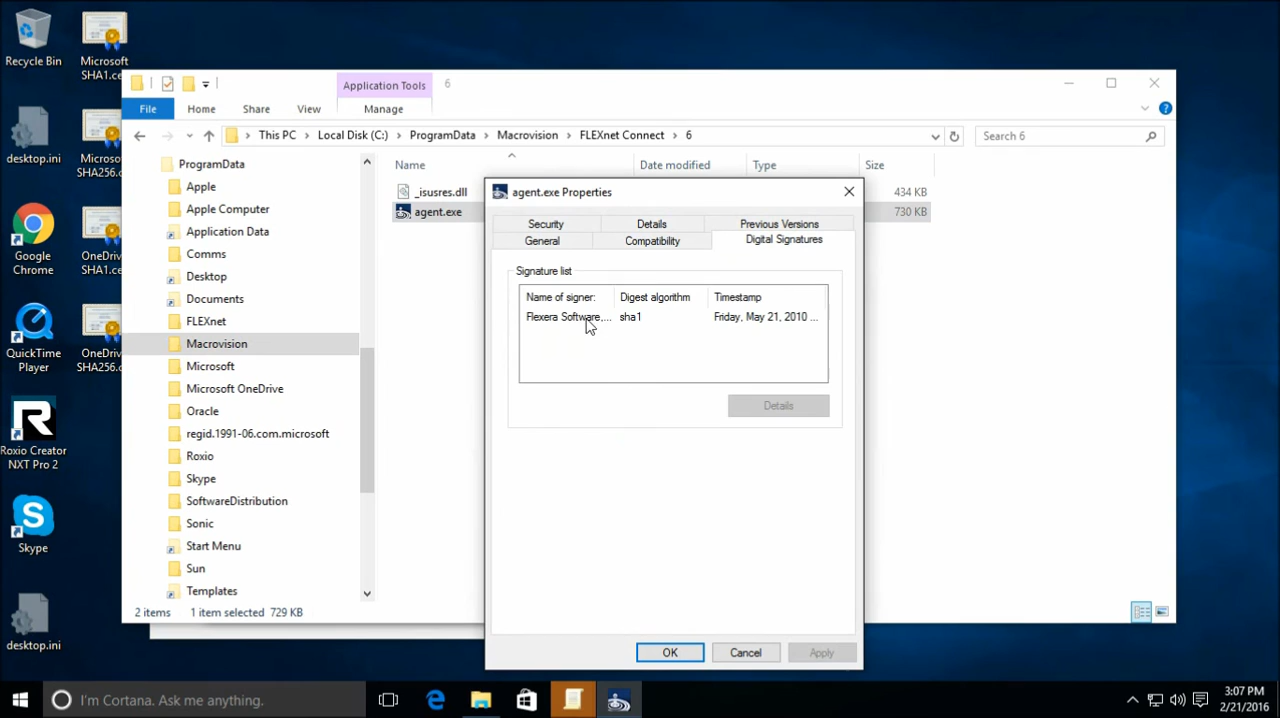 Recycle Bin
Microsoft
SHA1.ce
desktop.ini
Microso
SHA256.
Google
Chrome
OneDriv
SHA1.ce
QuickTime
Player
OneDriv
SHA256.c
Roxio Creator
NXT Pro 2
Skype
desktop.ini
Application Tools
6
File
Home
Share
View
Manage
This PC
Local Disk (C:)
ProgramData
Macrovision
FLEXnet Connect
6
Search 6
ProgramData
Apple
Apple Computer
Application Data
Comms
Desktop
Documents
FLEXnet
Macrovision
Microsoft
Microsoft OneDrive
Oracle
regid.1991-06.com.microsoft
Roxio
Skype
SoftwareDistribution
Sonic
Start Menu
Sun
Templates
Name
Date modified
Type
Size
_isusres.dll
434 KB
agent.exe
730 KB
2 items
1 item selected 729 KB
agent.exe Properties
Security
Details
Previous Versions
General
Compatibility
Digital Signatures
Signature list
Name of signer:
Digest algorithm
Timestamp
Flexera Software,...
sha1
Friday, May 21, 2010 ...
Details
OK
Cancel
Apply
I'm Cortana. Ask me anything.
3:07 PM
2/21/2016